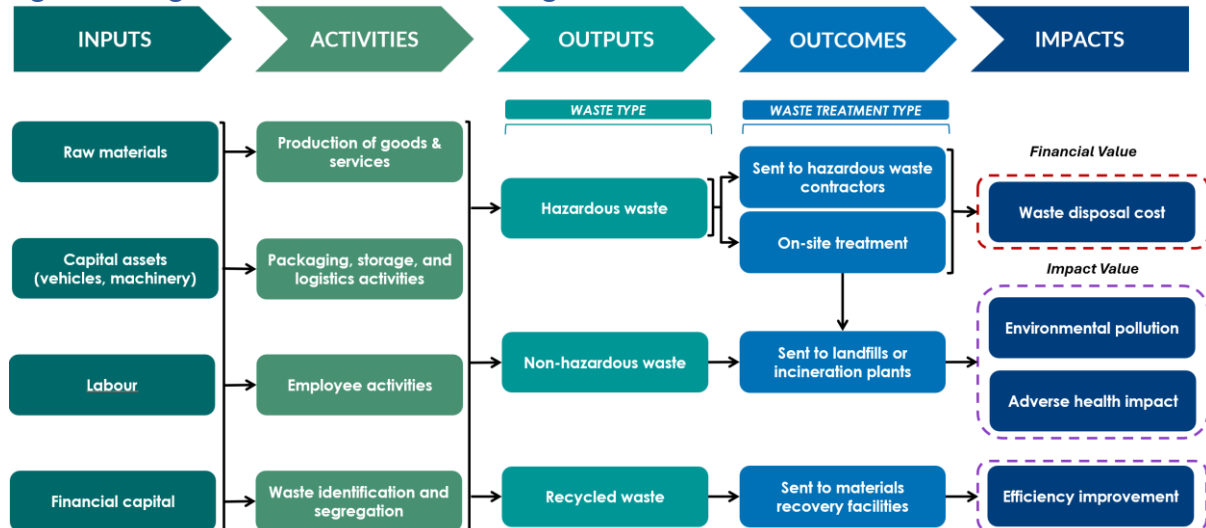 INPUTS
ACTIVITIES
OUTPUTS
OUTCOMES
IMPACTS
WASTE TYPE
WASTE TREATMENT TYPE
Raw materials
Production of goods &
services
Hazardous waste
Sent to hazardous waste
contractors
On-site treatment
Financial Value
Waste disposal cost
Capital assets
(vehicles, machinery)
Packaging, storage, and
logistics activities
Impact Value
Environmental pollution
Adverse health impact
Labour
Employee activities
Non-hazardous waste
Sent to landfills or
incineration plants
Financial capital
Waste identification and
segregation
Recycled waste
Sent to materials
recovery facilities
Efficiency improvement